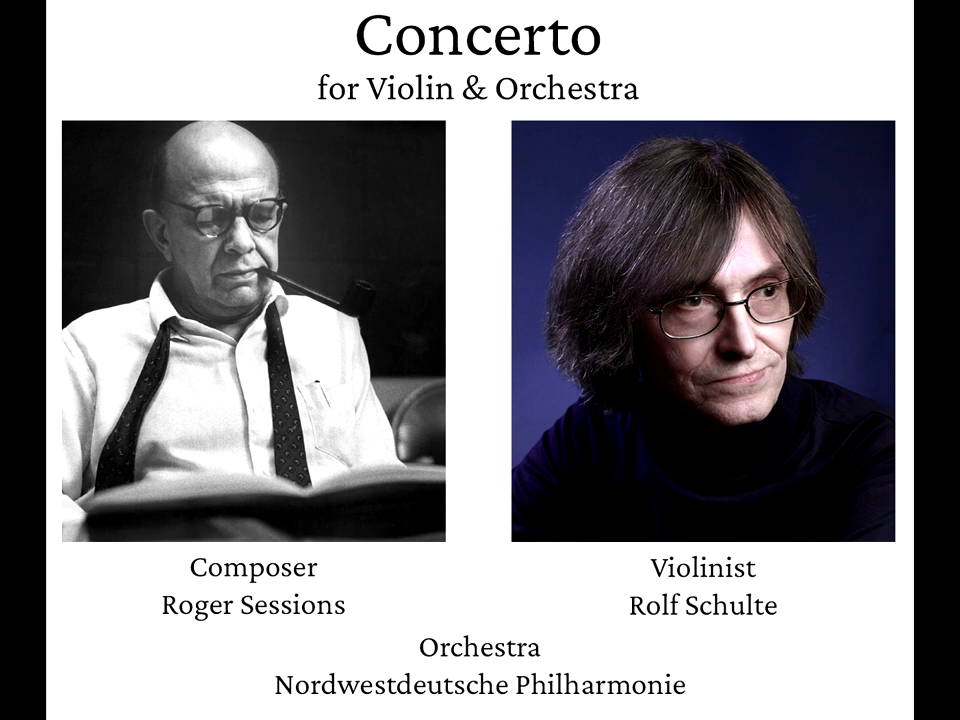 Concerto
for Violin & Orchestra
Composer
Roger Sessions
Violinist
Rolf Schulte
Orchestra
Nordwestdeutsche Philharmonie